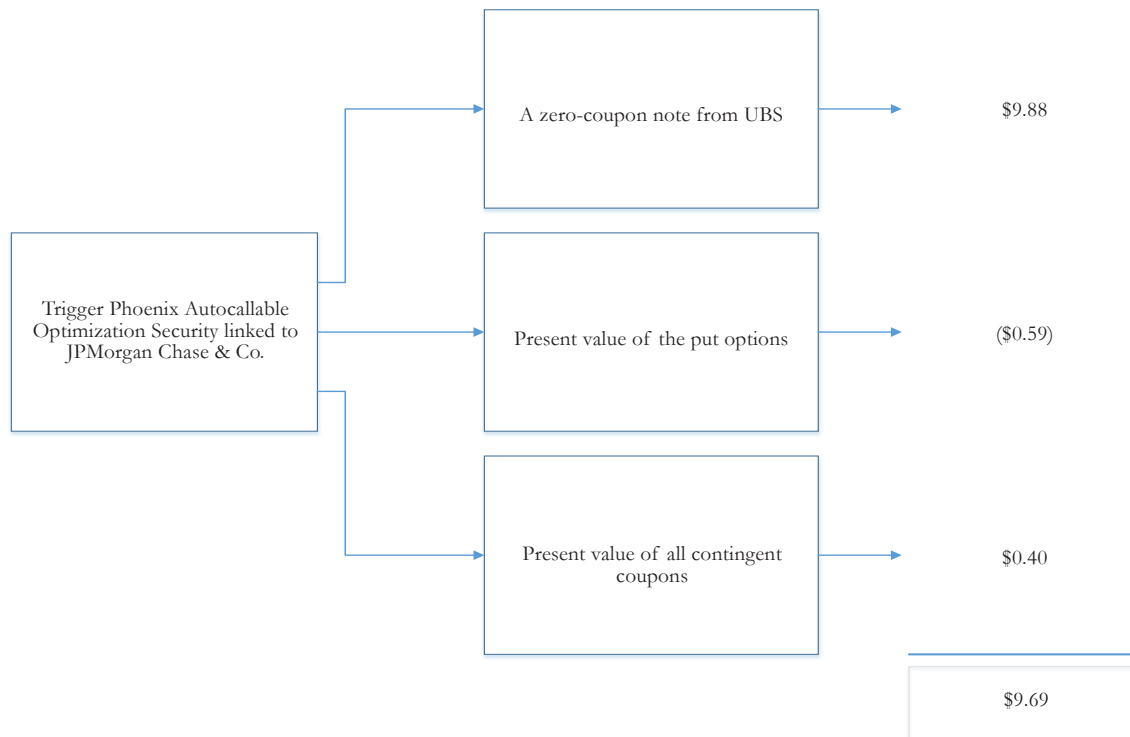 A zero-coupon note from UBS
$9.88
Trigger Phoenix Autocallable
Optimization Security linked to
JPMorgan Chase & Co.
Present value of the put options
($0.59)
Present value of all contingent
coupons
$0.40
$9.69